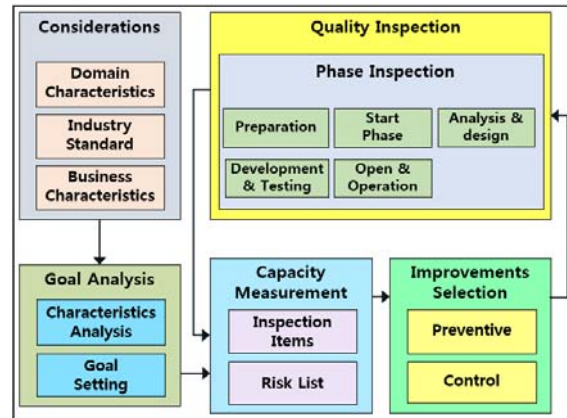 Considerations
Domain
Characteristics
Industry
Standard
Business
Characteristics
Quality Inspection
Phase Inspection
Preparation
Start
Phase
Analysis &
design
Development
& Testing
Open &
Operation
Goal Analysis
Characteristics
Analysis
Goal
Setting
Capacity
Measurement
Inspection
Items
Risk List
Improvements
Selection
Preventive
Control